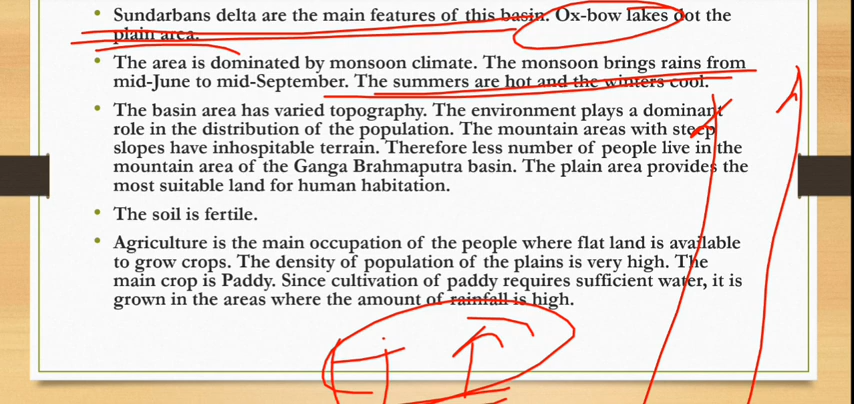 • Sundarbans delta are the main features of this basin. Ox-bow lakes dot the
plain area.
• The area is dominated by monsoon climate. The monsoon brings rains from
mid-June to mid-September. The summers are hot and the winters cool.
• The basin area has varied topography. The environment plays a dominant
role in the distribution of the population. The mountain areas with steep
slopes have inhospitable terrain. Therefore less number of people live in the
mountain area of the Ganga Brahmaputra basin. The plain area provides the
most suitable land for human habitation.
• The soil is fertile.
• Agriculture is the main occupation of the people where flat land is available
to grow crops. The density of population of the plains is very high. The
main crop is Paddy. Since cultivation of paddy requires sufficient water, it is
grown in the areas where the amount of rainfall is high.